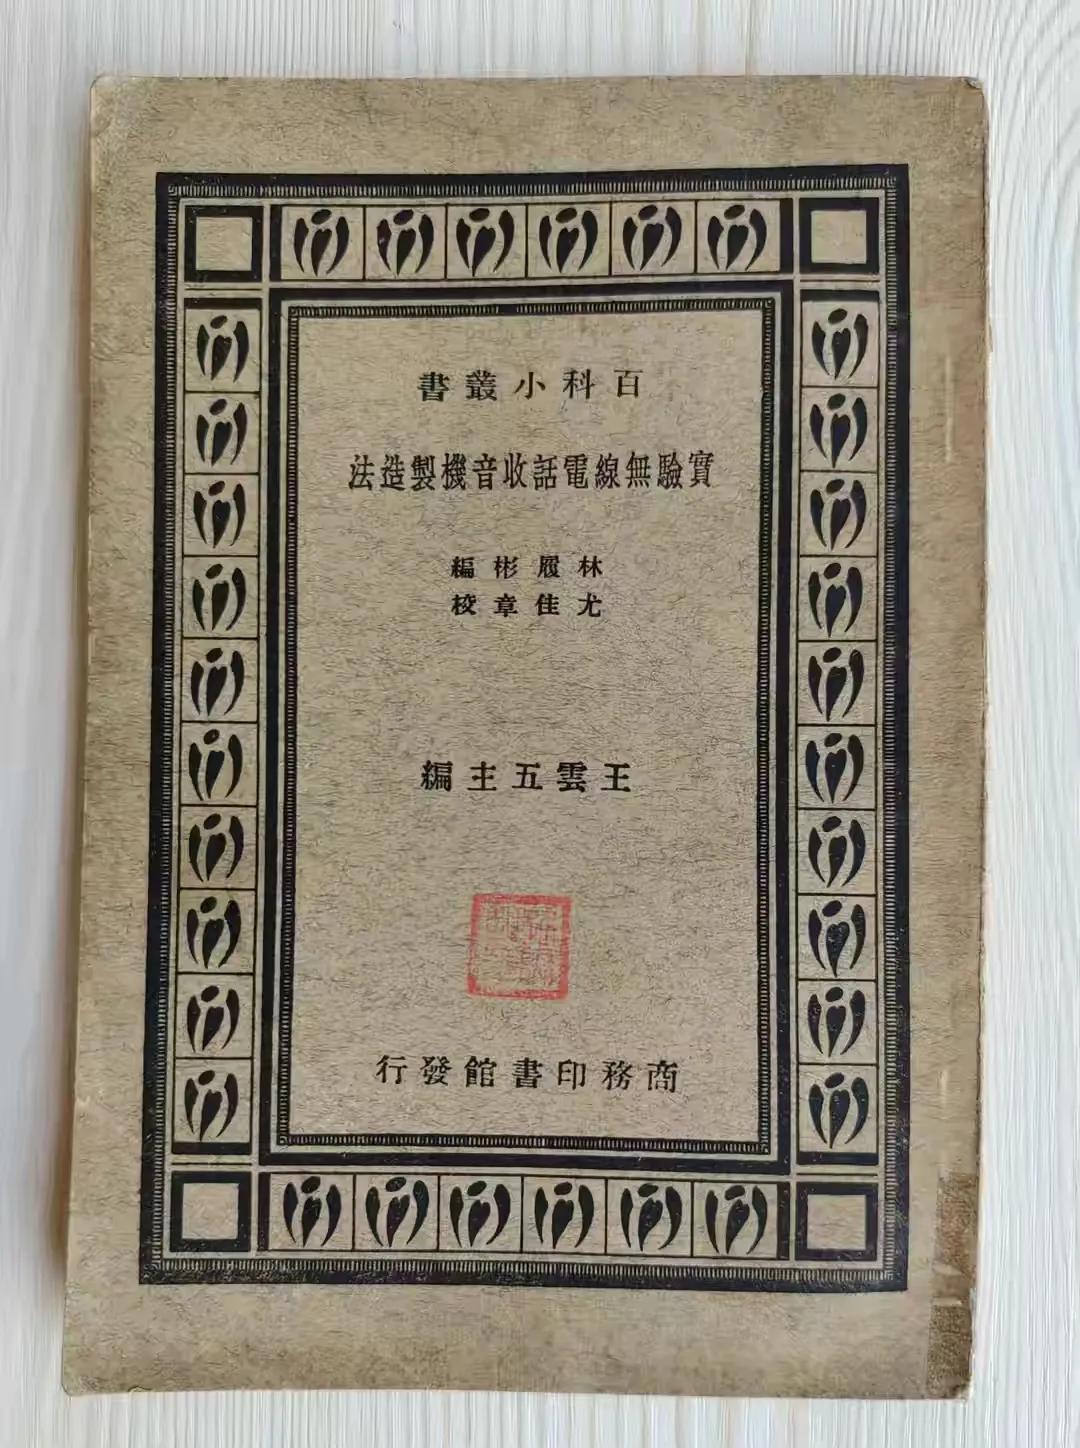 百科小叢書
實驗無線電話收音機製造法
林履彬編
尤佳章校
王雲五主編
商務印書館發行